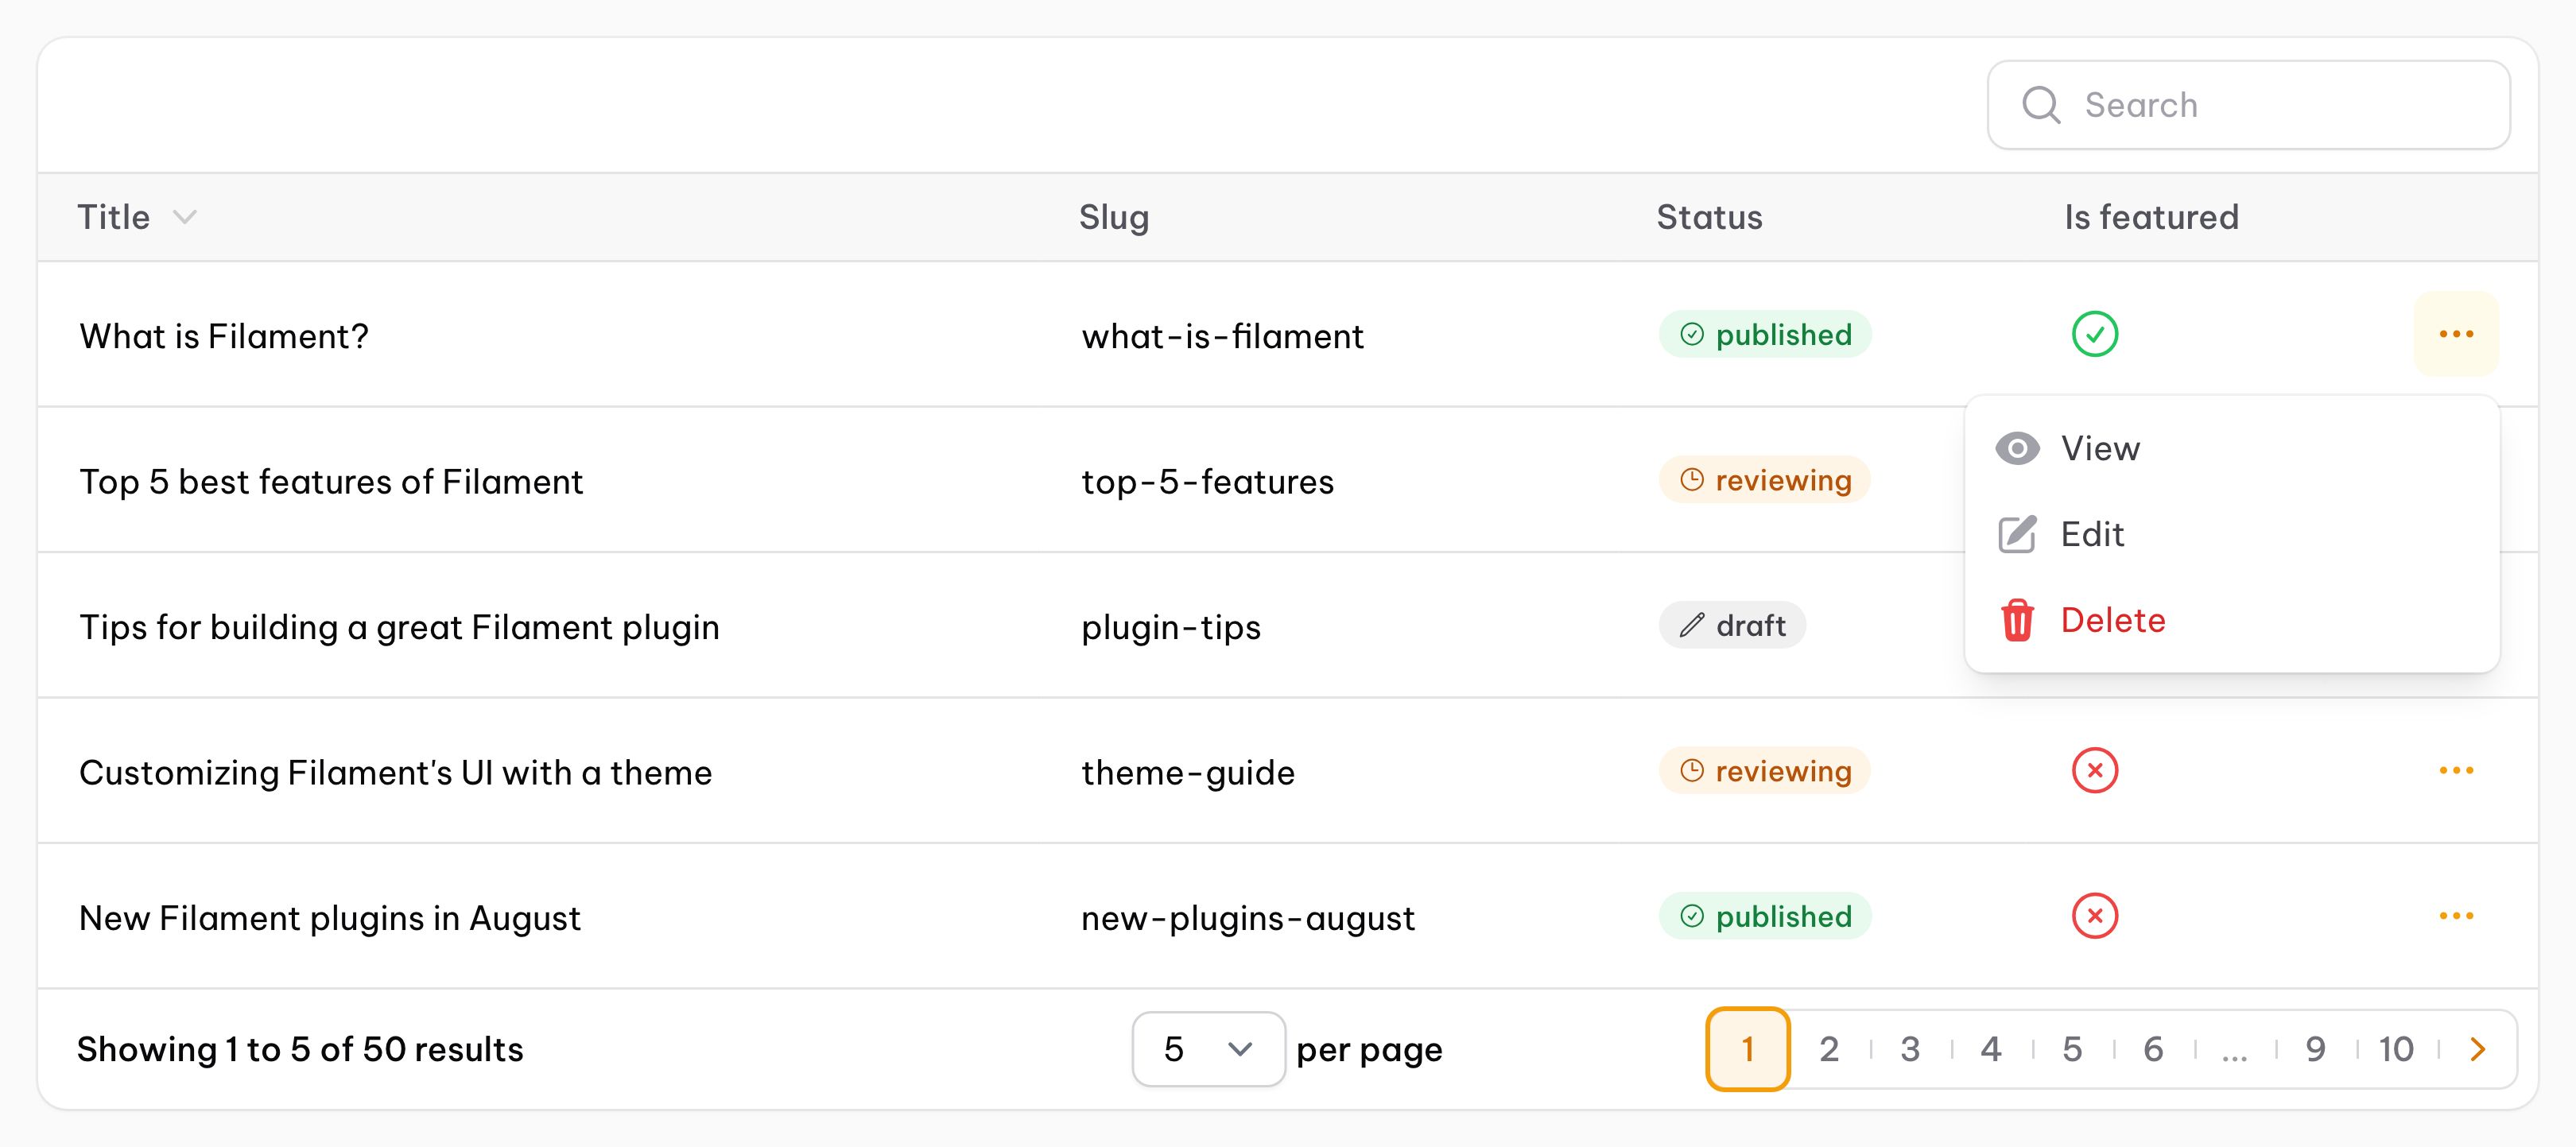 Search
Title Slug Status Is featured
What is Filament? what-is-filament published
View
Top 5 best features of Filament top-5-features reviewing
Edit
Delete
Tips for building a great Filament plugin plugin-tips draft
Customizing Filament's UI with a theme theme-guide reviewing
New Filament plugins in August new-plugins-august published
Showing 1 to 5 of 50 results 5 per page 1 2 3 4 5 6 ... 9 10